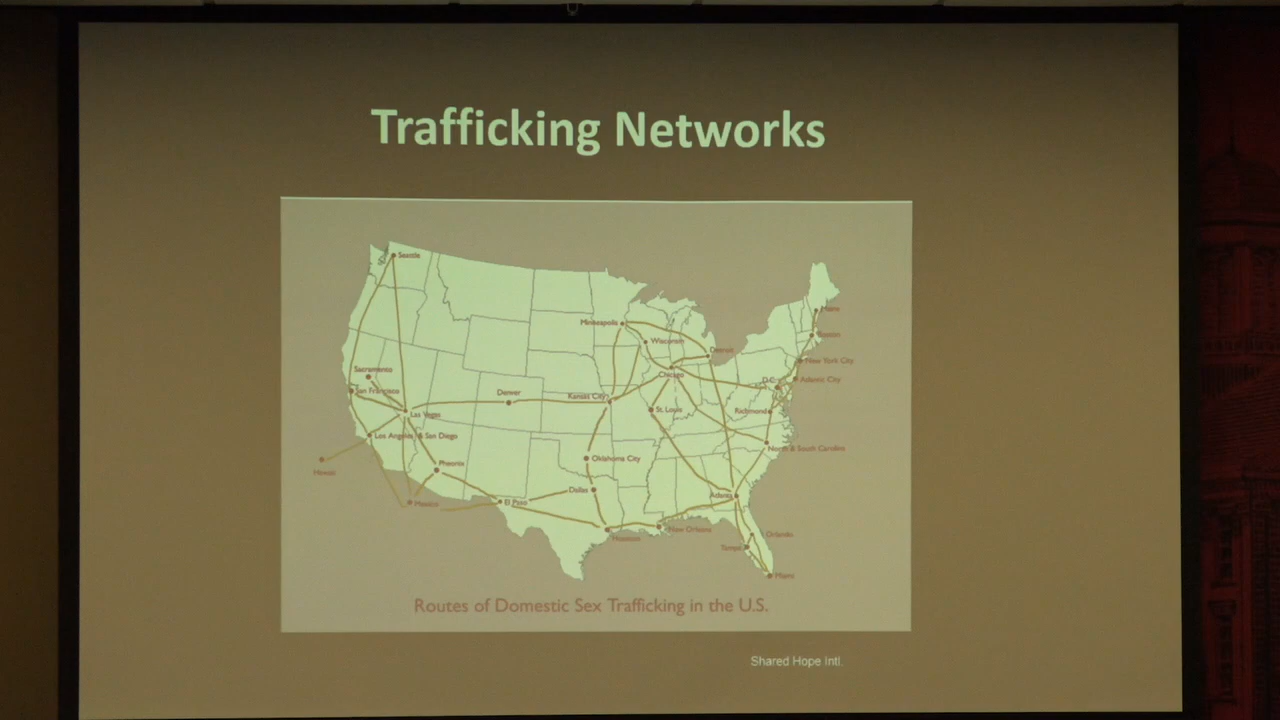 Trafficking Networks
Seattle
Maine
Minneapolis
Boston
Wisconsin
Detroit
New York City
Sacramento
Chicago
D.C.
Atlantic City
San Francisco
Denver
Kansas City
Las Vegas
St. Louis
Richmond
Los Angeles & San Diego
North & South Carolina
Oklahoma City
Phoenix
Hawaii
Dallas
Atlanta
Mexico
El Paso
New Orleans
Houston
Orlando
Tampa
Miami
Routes of Domestic Sex Trafficking in the U.S.
Shared Hope Intl.